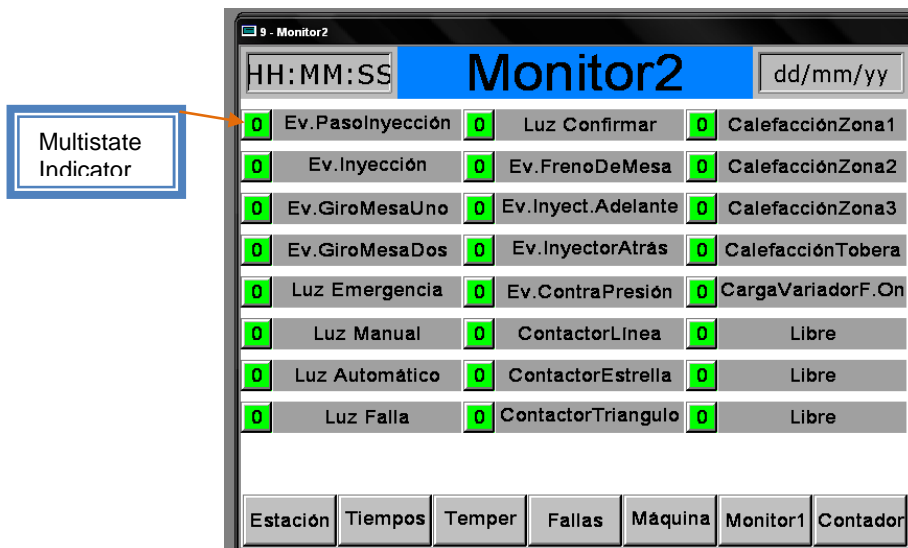 9 - Monitor2
HH:MM:SS Monitor2 dd/mm/yy
Multistate
Indicator
0 Ev.PasoInyección 0 Luz Confirmar 0 CalefacciónZona1
0 Ev.Inyección 0 Ev.FrenoDeMesa 0 CalefacciónZona2
0 Ev.GiroMesaUno 0 Ev.Inyect.Adelante 0 CalefacciónZona3
0 Ev.GiroMesaDos 0 Ev.InyectorAtrás 0 CalefacciónTobera
0 Luz Emergencia 0 Ev.ContraPresión 0 CargaVariadorF.On
0 Luz Manual 0 ContactorLínea 0 Libre
0 Luz Automático 0 ContactorEstrella 0 Libre
0 Luz Falla 0 ContactorTriangulo 0 Libre
Estación Tiempos Temper Fallas Máquina Monitor1 Contador